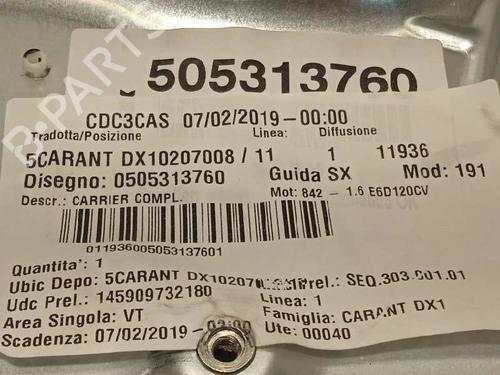 505313760
CDC3CAS 07/02/2019-00:00
Tradotta/Posizione Linea: Diffusione
5CARANT DX10207008 / 11 1 11936
Disegno: 0505313760 Guida SX Mod: 191
Descr.: CARRIER COMPL. Mot: 842 - 1.6 E6D120CV
011936005053137601
Quantita': 1
Ubic Depo: 5CARANT DX10207 Prel.: SEQ.303.S01.01
Udc Prel.: 145909732180 Linea: 1
Area Singola: VT Famiglia: CARANT DX1
Scadenza: 07/02/2019 Ute: 00040
B-PARTS